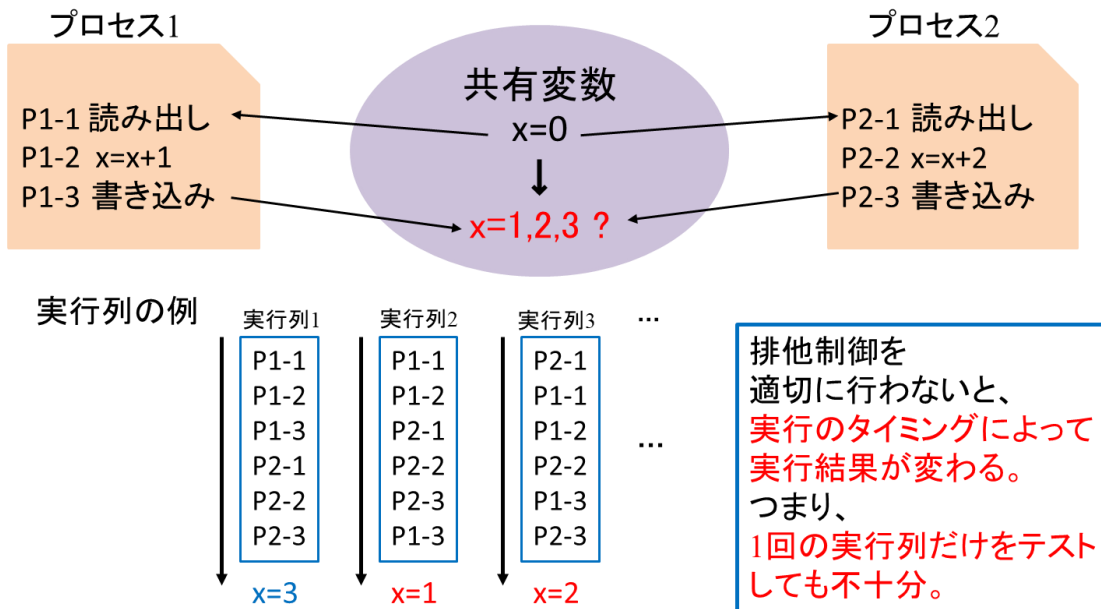 プロセス1
プロセス2
P1-1 読み出し
P1-2 x=x+1
P1-3 書き込み
共有変数
x=0
↓
x=1,2,3 ?
P2-1 読み出し
P2-2 x=x+2
P2-3 書き込み
実行列の例
実行列1
P1-1
P1-2
P1-3
P2-1
P2-2
P2-3
x=3
実行列2
P1-1
P1-2
P2-1
P2-2
P2-3
P1-3
x=1
実行列3
P2-1
P1-1
P1-2
P2-2
P1-3
P2-3
x=2
…
…
排他制御を
適切に行わないと、
実行のタイミングによって
実行結果が変わる。
つまり、
1回の実行列だけをテスト
しても不十分。